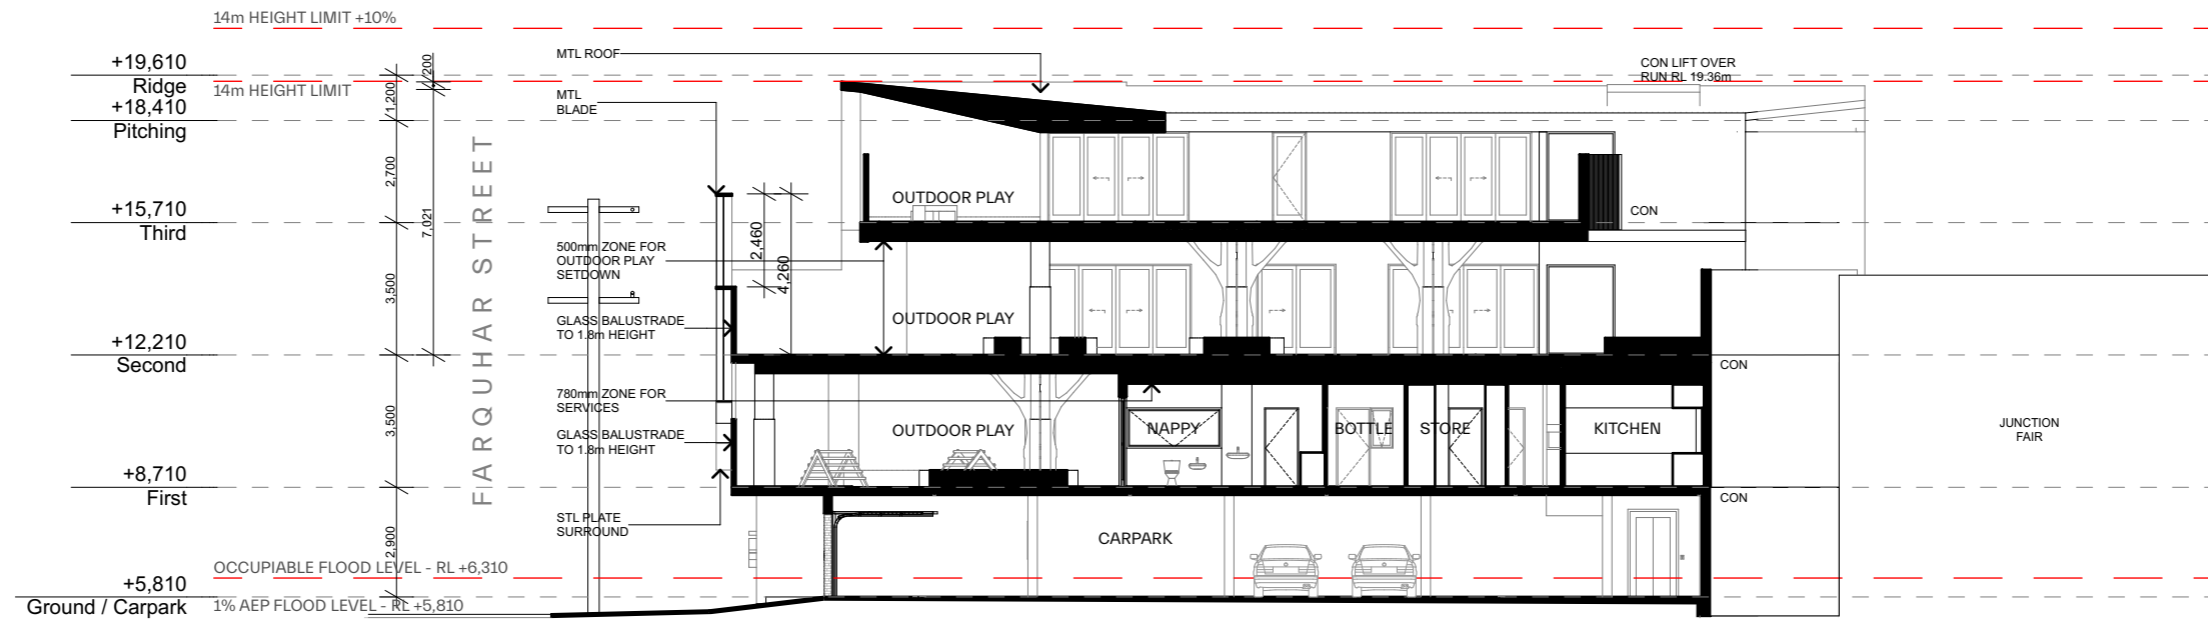 14m HEIGHT LIMIT +10%
+19,610
Ridge
14m HEIGHT LIMIT
+18,410
Pitching
+15,710
Third
+12,210
Second
+8,710
First
OCCUPIABLE FLOOD LEVEL - RL +6,310
+5,810
Ground / Carpark
1% AEP FLOOD LEVEL - RL +5,810
200
1,200
2,700
7,021
3,500
3,500
2,900
FARQUHAR STREET
MTL ROOF
MTL
BLADE
500mm ZONE FOR
OUTDOOR PLAY
SETDOWN
GLASS BALUSTRADE
TO 1.8m HEIGHT
780mm ZONE FOR
SERVICES
GLASS BALUSTRADE
TO 1.8m HEIGHT
STL PLATE
SURROUND
2,460
4,260
CON LIFT OVER
RUN RL 19.36m
OUTDOOR PLAY
CON
OUTDOOR PLAY
CON
OUTDOOR PLAY
NAPPY
BOTTLE
STORE
KITCHEN
JUNCTION
FAIR
CON
CARPARK